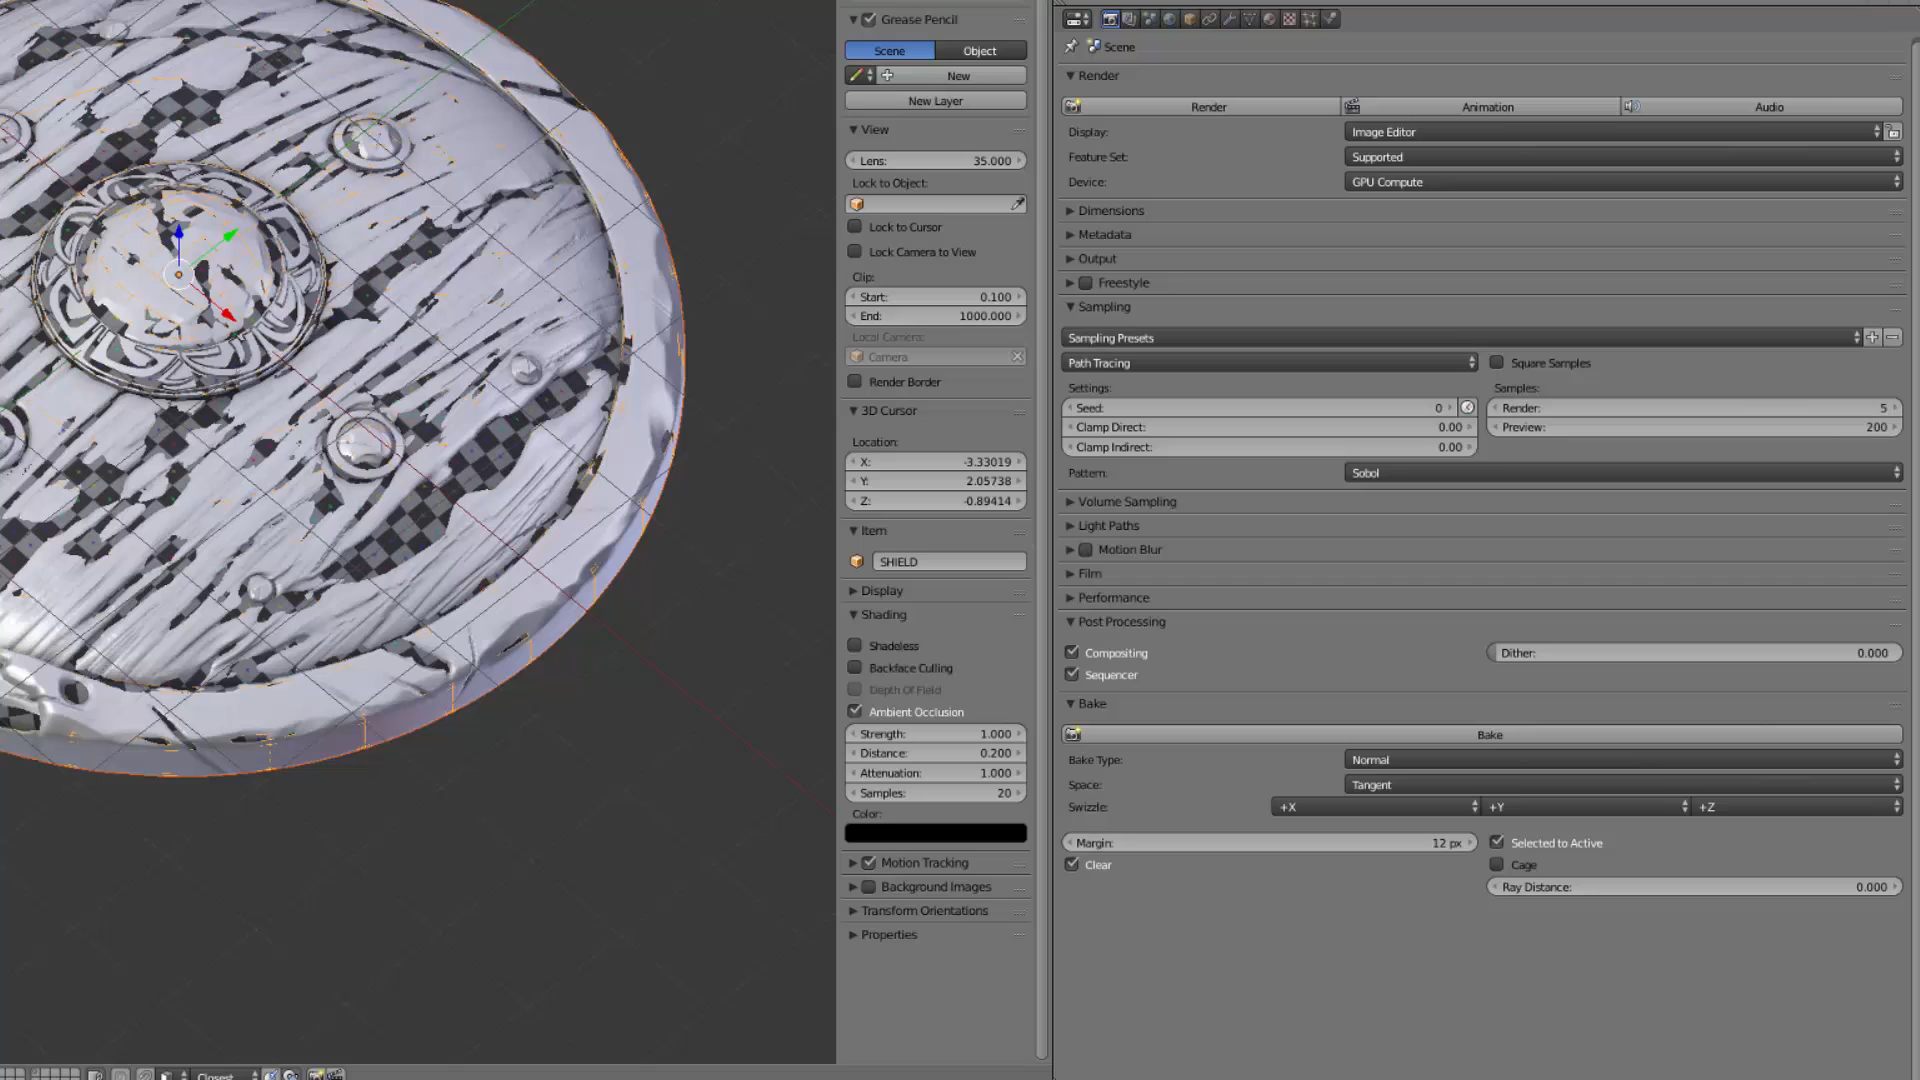 Grease Pencil
Scene
Object
New
New Layer
View
Lens: 35.000
Lock to Object:
Lock to Cursor
Lock Camera to View
Clip:
Start: 0.100
End: 1000.000
Local Camera:
Camera
Render Border
3D Cursor
Location:
X: -3.33019
Y: 2.05738
Z: -0.89414
Item
SHIELD
Display
Shading
Shadeless
Backface Culling
Depth Of Field
Ambient Occlusion
Strength: 1.000
Distance: 0.200
Attenuation: 1.000
Samples: 20
Color:
Motion Tracking
Background Images
Transform Orientations
Properties
Closest
Scene
Render
Render Animation Audio
Display: Image Editor
Feature Set: Supported
Device: GPU Compute
Dimensions
Metadata
Output
Freestyle
Sampling
Sampling Presets
Path Tracing Square Samples
Settings: Samples:
Seed: 0 Render: 5
Clamp Direct: 0.00 Preview: 200
Clamp Indirect: 0.00
Pattern: Sobol
Volume Sampling
Light Paths
Motion Blur
Film
Performance
Post Processing
Compositing Dither: 0.000
Sequencer
Bake
Bake
Bake Type: Normal
Space: Tangent
Swizzle: +X +Y +Z
Margin: 12 px Selected to Active
Clear Cage
Ray Distance: 0.000